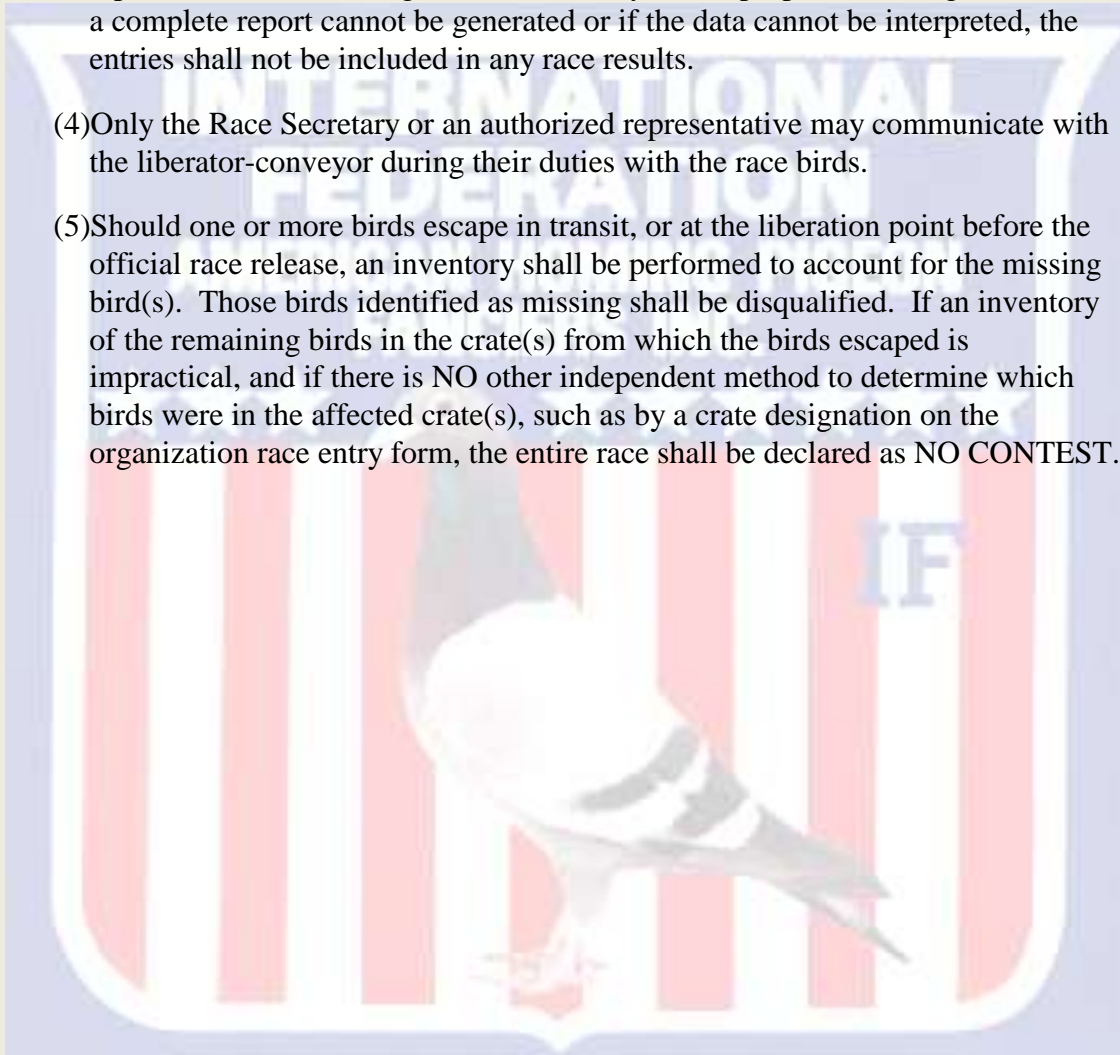 a complete report cannot be generated or if the data cannot be interpreted, the
entries shall not be included in any race results.
(4)Only the Race Secretary or an authorized representative may communicate with
the liberator-conveyor during their duties with the race birds.
(5)Should one or more birds escape in transit, or at the liberation point before the
official race release, an inventory shall be performed to account for the missing
bird(s).  Those birds identified as missing shall be disqualified.  If an inventory
of the remaining birds in the crate(s) from which the birds escaped is
impractical, and if there is NO other independent method to determine which
birds were in the affected crate(s), such as by a crate designation on the
organization race entry form, the entire race shall be declared as NO CONTEST.
INTERNATIONAL
FEDERATION
AMERICAN HOMING PIGEON
FANCIERS INC.
IF